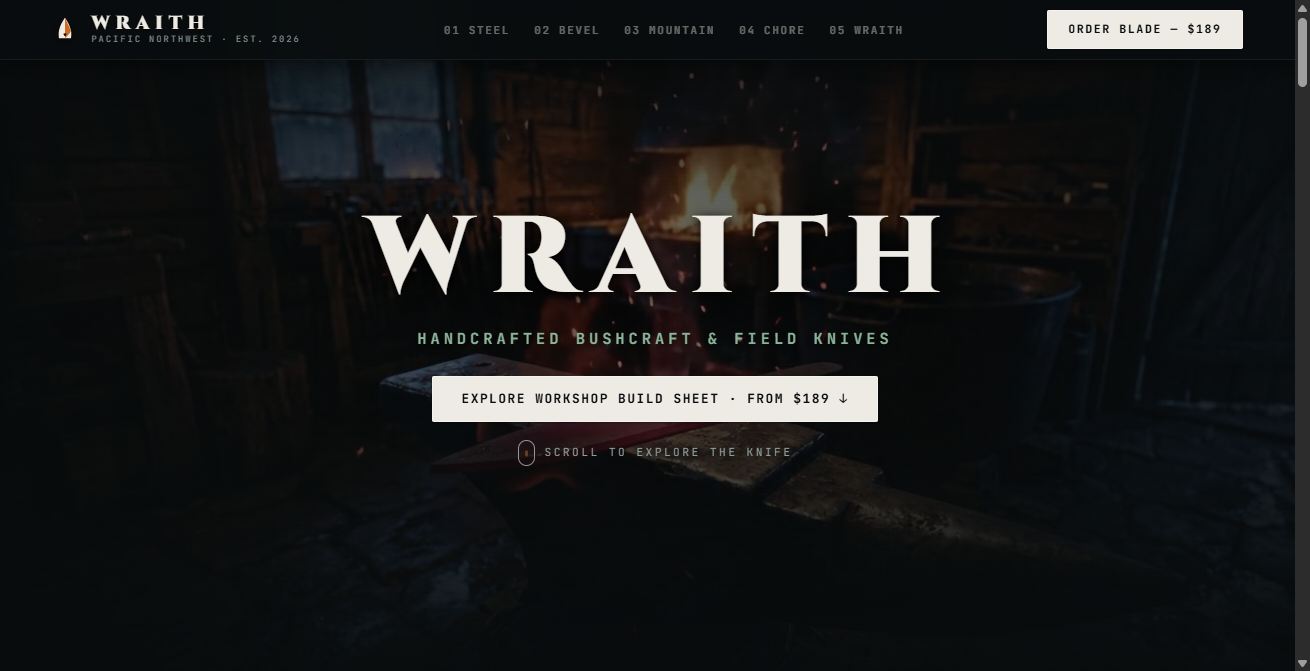 WRAITH
PACIFIC NORTHWEST · EST. 2026
01 STEEL 02 BEVEL 03 MOUNTAIN 04 CHORE 05 WRAITH
ORDER BLADE — $189
WRAITH
HANDCRAFTED BUSHCRAFT & FIELD KNIVES
EXPLORE WORKSHOP BUILD SHEET · FROM $189 ↓
SCROLL TO EXPLORE THE KNIFE